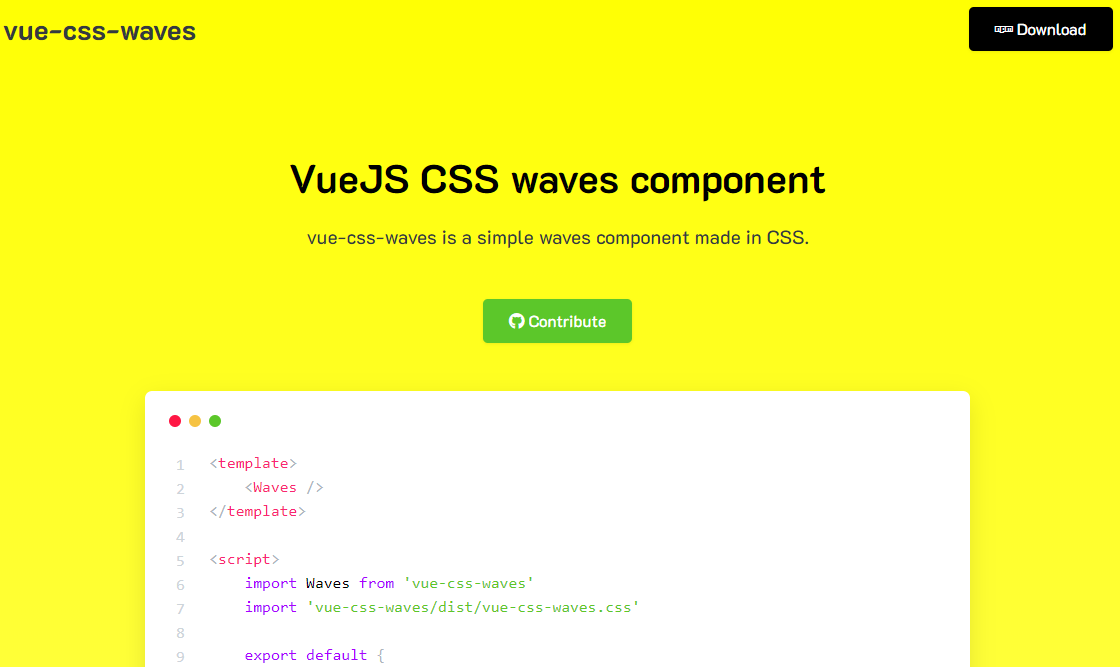 vue-css-waves
npm Download
VueJS CSS waves component
vue-css-waves is a simple waves component made in CSS.
Contribute
1 <template>
2     <Waves />
3 </template>
4
5 <script>
6     import Waves from 'vue-css-waves'
7     import 'vue-css-waves/dist/vue-css-waves.css'
8
9     export default {